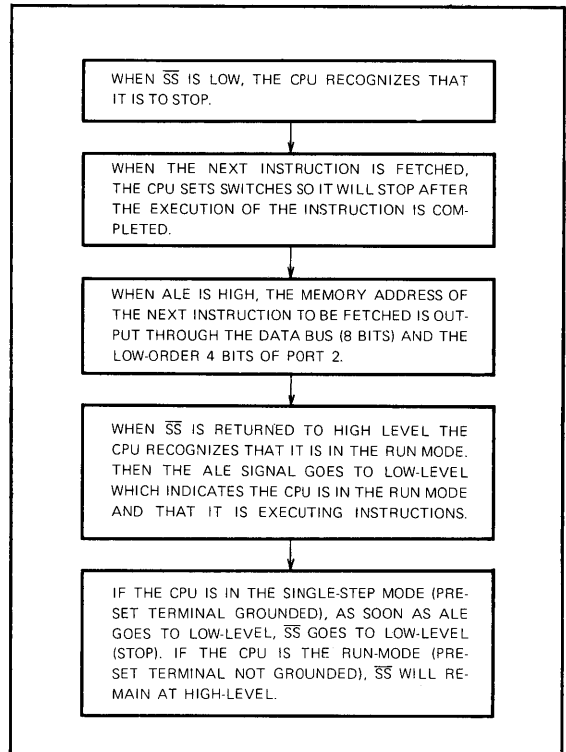 WHEN S̅S̅ IS LOW, THE CPU RECOGNIZES THAT
IT IS TO STOP.
WHEN THE NEXT INSTRUCTION IS FETCHED,
THE CPU SETS SWITCHES SO IT WILL STOP AFTER
THE EXECUTION OF THE INSTRUCTION IS COM-
PLETED.
WHEN ALE IS HIGH, THE MEMORY ADDRESS OF
THE NEXT INSTRUCTION TO BE FETCHED IS OUT-
PUT THROUGH THE DATA BUS (8 BITS) AND THE
LOW-ORDER 4 BITS OF PORT 2.
WHEN S̅S̅ IS RETURNED TO HIGH LEVEL THE
CPU RECOGNIZES THAT IT IS IN THE RUN MODE.
THEN THE ALE SIGNAL GOES TO LOW-LEVEL
WHICH INDICATES THE CPU IS IN THE RUN MODE
AND THAT IT IS EXECUTING INSTRUCTIONS.
IF THE CPU IS IN THE SINGLE-STEP MODE (PRE-
SET TERMINAL GROUNDED), AS SOON AS ALE
GOES TO LOW-LEVEL, S̅S̅ GOES TO LOW-LEVEL
(STOP). IF THE CPU IS THE RUN-MODE (PRE-
SET TERMINAL NOT GROUNDED), S̅S̅ WILL RE-
MAIN AT HIGH-LEVEL.